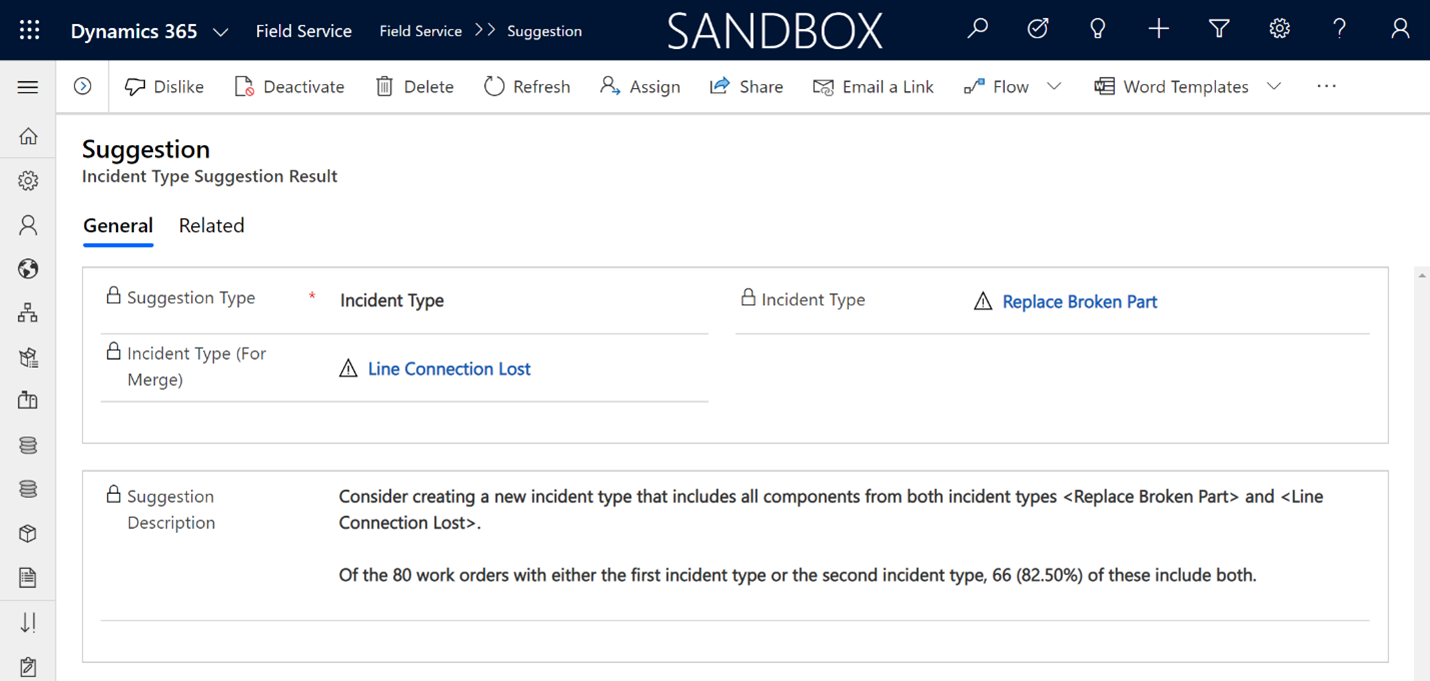 Dynamics 365 Field Service Field Service >> Suggestion SANDBOX ?
Dislike Deactivate Delete Refresh Assign Share Email a Link Flow Word Templates ...
Suggestion
Incident Type Suggestion Result
General Related
Suggestion Type * Incident Type Incident Type Replace Broken Part
Incident Type (For
Merge)
Line Connection Lost
Suggestion
Description
Consider creating a new incident type that includes all components from both incident types <Replace Broken Part> and <Line
Connection Lost>.
Of the 80 work orders with either the first incident type or the second incident type, 66 (82.50%) of these include both.